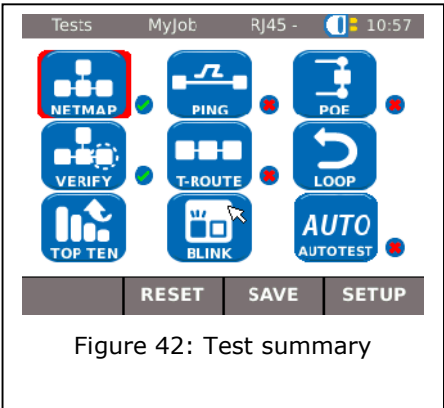 Tests MyJob RJ45 - 10:57
NETMAP PING POE
VERIFY T-ROUTE LOOP
AUTO
TOP TEN BLINK AUTOTEST
RESET SAVE SETUP
Figure 42: Test summary